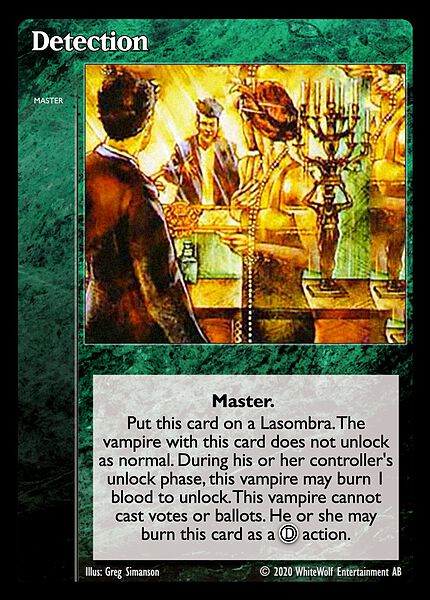 Detection
MASTER
Master.
Put this card on a Lasombra. The
vampire with this card does not unlock
as normal. During his or her controller's
unlock phase, this vampire may burn 1
blood to unlock. This vampire cannot
cast votes or ballots. He or she may
burn this card as a Ⓓ action.
Illus: Greg Simanson
© 2020 WhiteWolf Entertainment AB